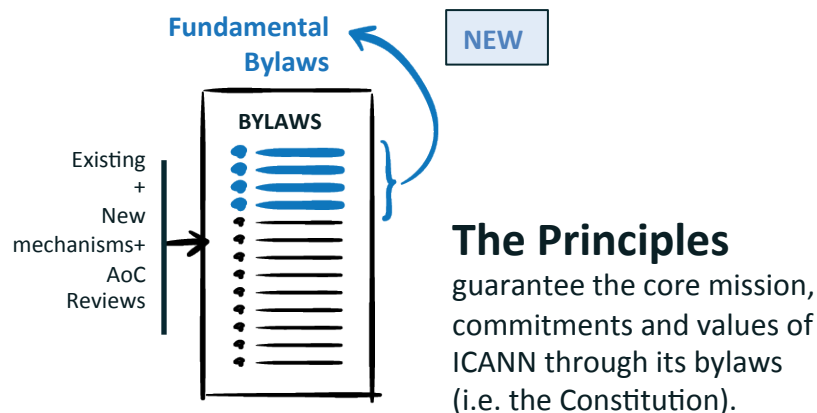 Fundamental
Bylaws
NEW
BYLAWS
Existing
+
New
mechanisms+
AoC
Reviews
The Principles
guarantee the core mission,
commitments and values of
ICANN through its bylaws
(i.e. the Constitution).